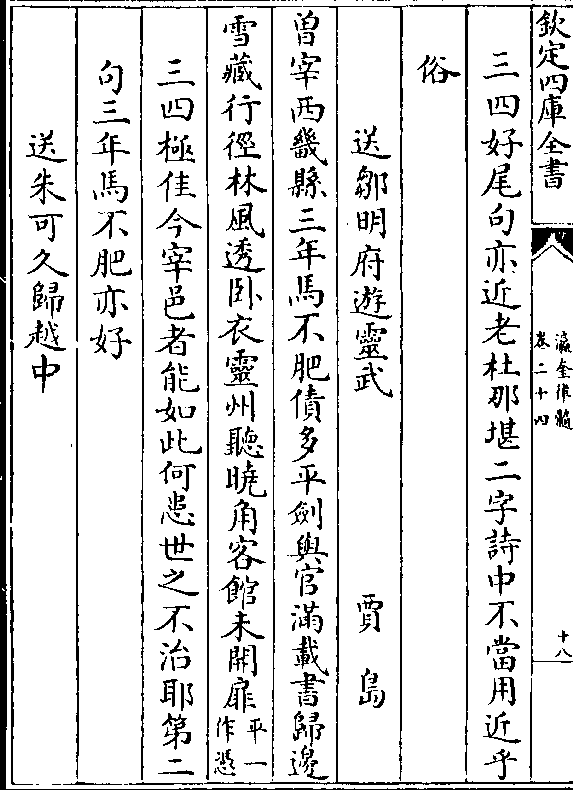 欽定四庫全書
瀛奎律髓
卷二十四
十八
三四好尾句亦近老杜那堪二字詩中不當用近乎
俗
送鄒明府遊靈武
賈島
曽宰西畿縣三年馬不肥債多平劍與官滿載書歸邊
雪藏行徑林風透卧衣靈州聽曉角客館未開扉平一作慿
三四極佳今宰邑者能如此何患世之不治耶第二
句三年馬不肥亦好
送朱可久歸越中